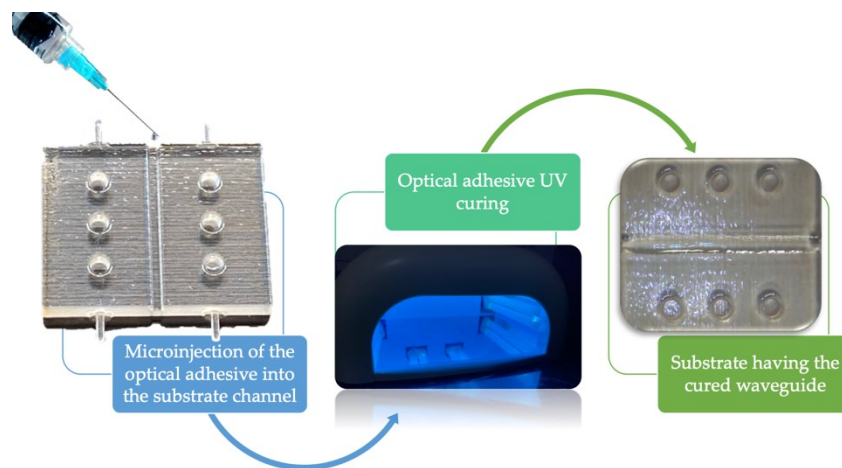 Microinjection of the
optical adhesive into
the substrate channel
Optical adhesive UV
curing
Substrate having the
cured waveguide